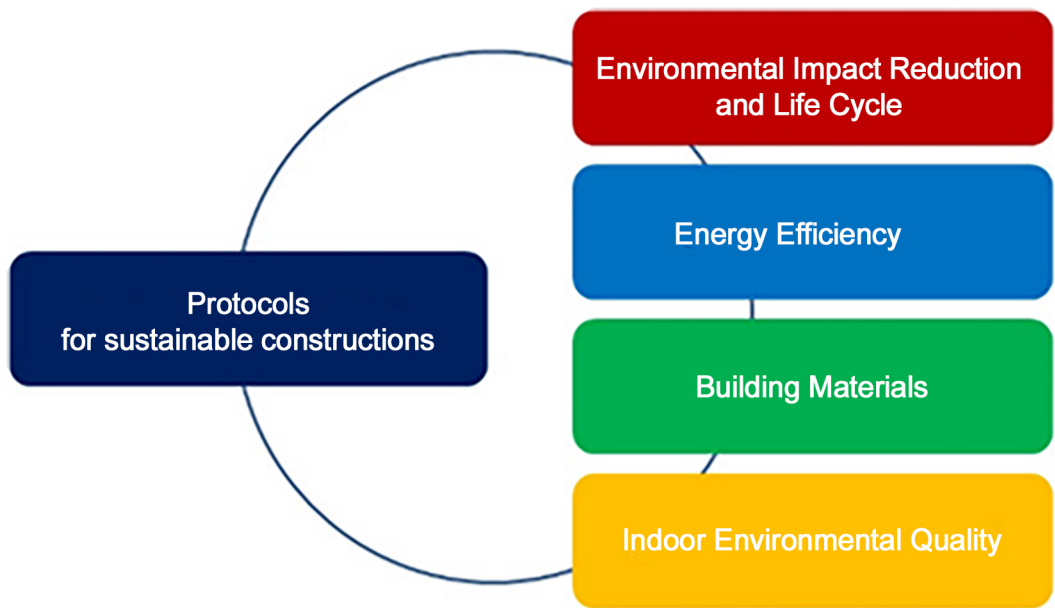 Environmental Impact Reduction
and Life Cycle
Energy Efficiency
Protocols
for sustainable constructions
Building Materials
Indoor Environmental Quality